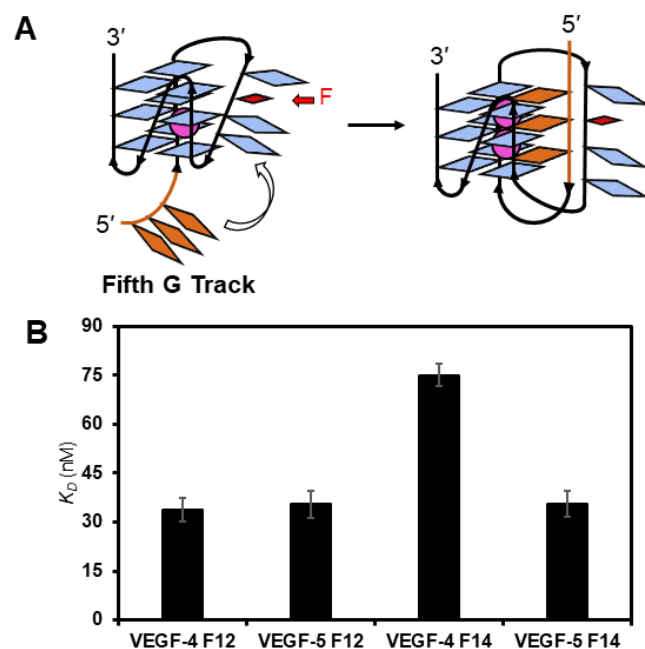 A
3′
5′
F
3′
5′
Fifth G Track
B
90
75
60
45
30
15
0
K_D (nM)
VEGF-4 F12
VEGF-5 F12
VEGF-4 F14
VEGF-5 F14